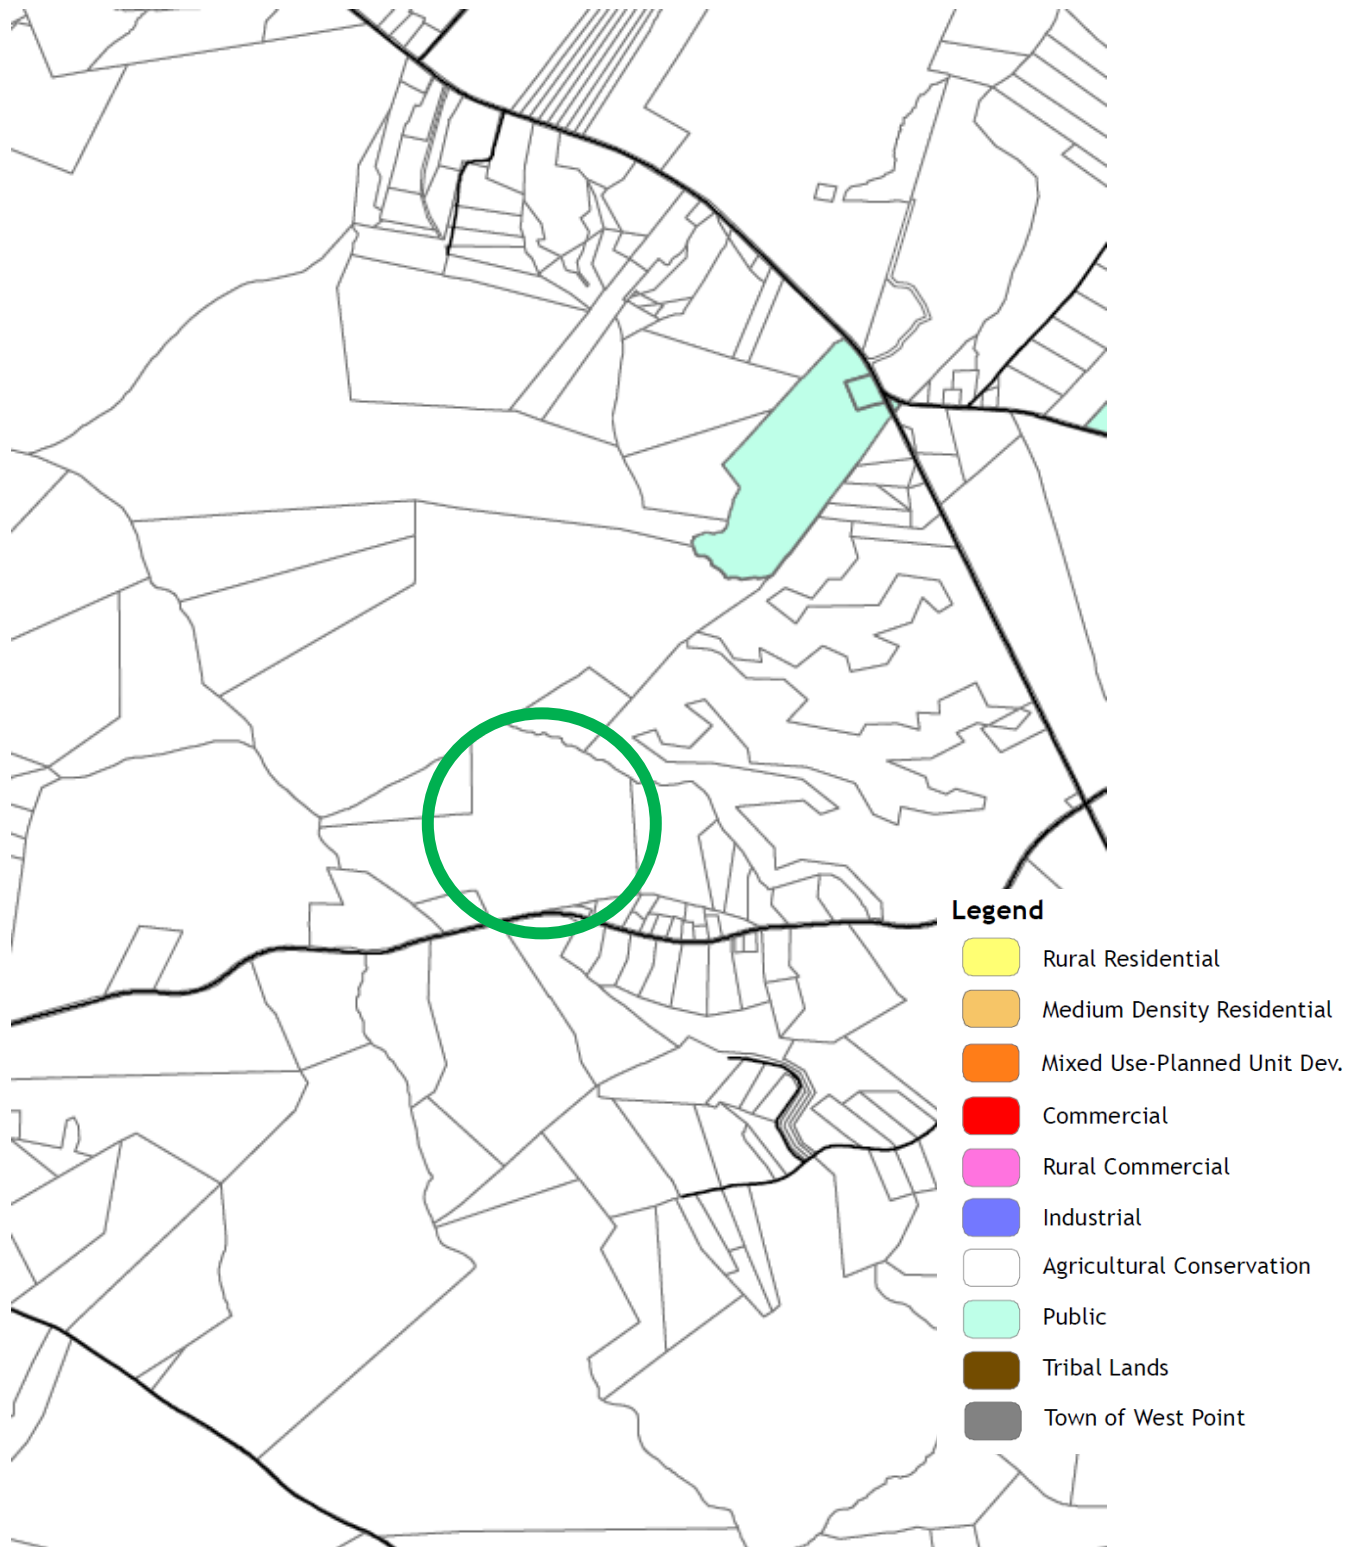 Legend
Rural Residential
Medium Density Residential
Mixed Use-Planned Unit Dev.
Commercial
Rural Commercial
Industrial
Agricultural Conservation
Public
Tribal Lands
Town of West Point